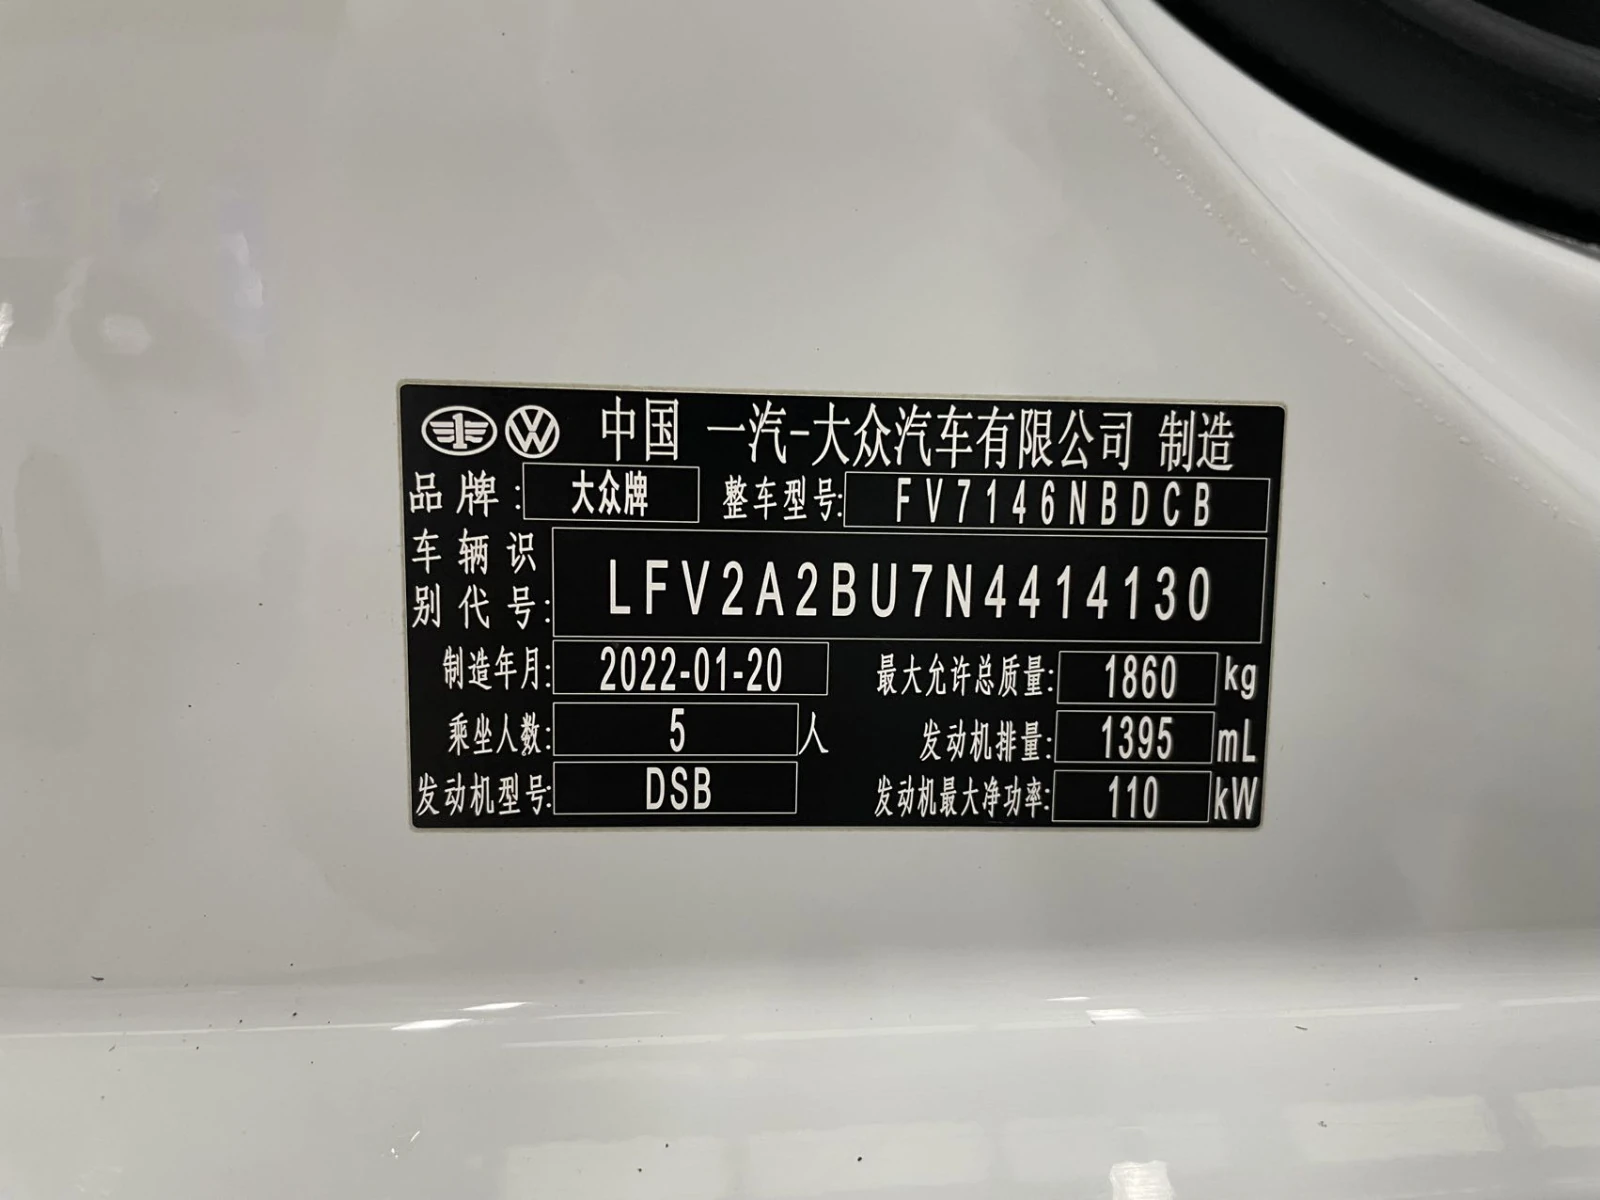 中国 一汽-大众汽车有限公司 制造
品牌: 大众牌 整车型号: FV7146NBDCB
车辆识
别代号: LFV2A2BU7N4414130
制造年月: 2022-01-20 最大允许总质量: 1860 kg
乘坐人数: 5 人 发动机排量: 1395 mL
发动机型号: DSB 发动机最大净功率: 110 kW